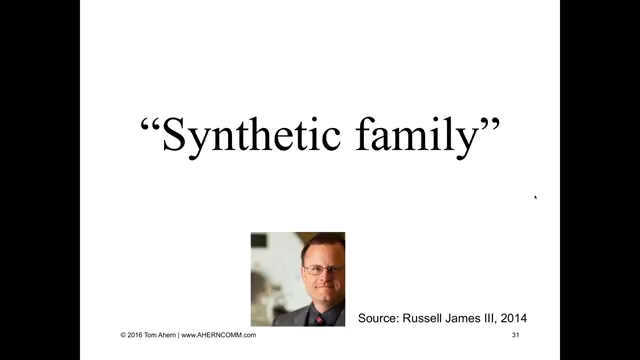 “Synthetic family”
Source: Russell James III, 2014
© 2016 Tom Ahern | www.AHERNCOMM.com
31